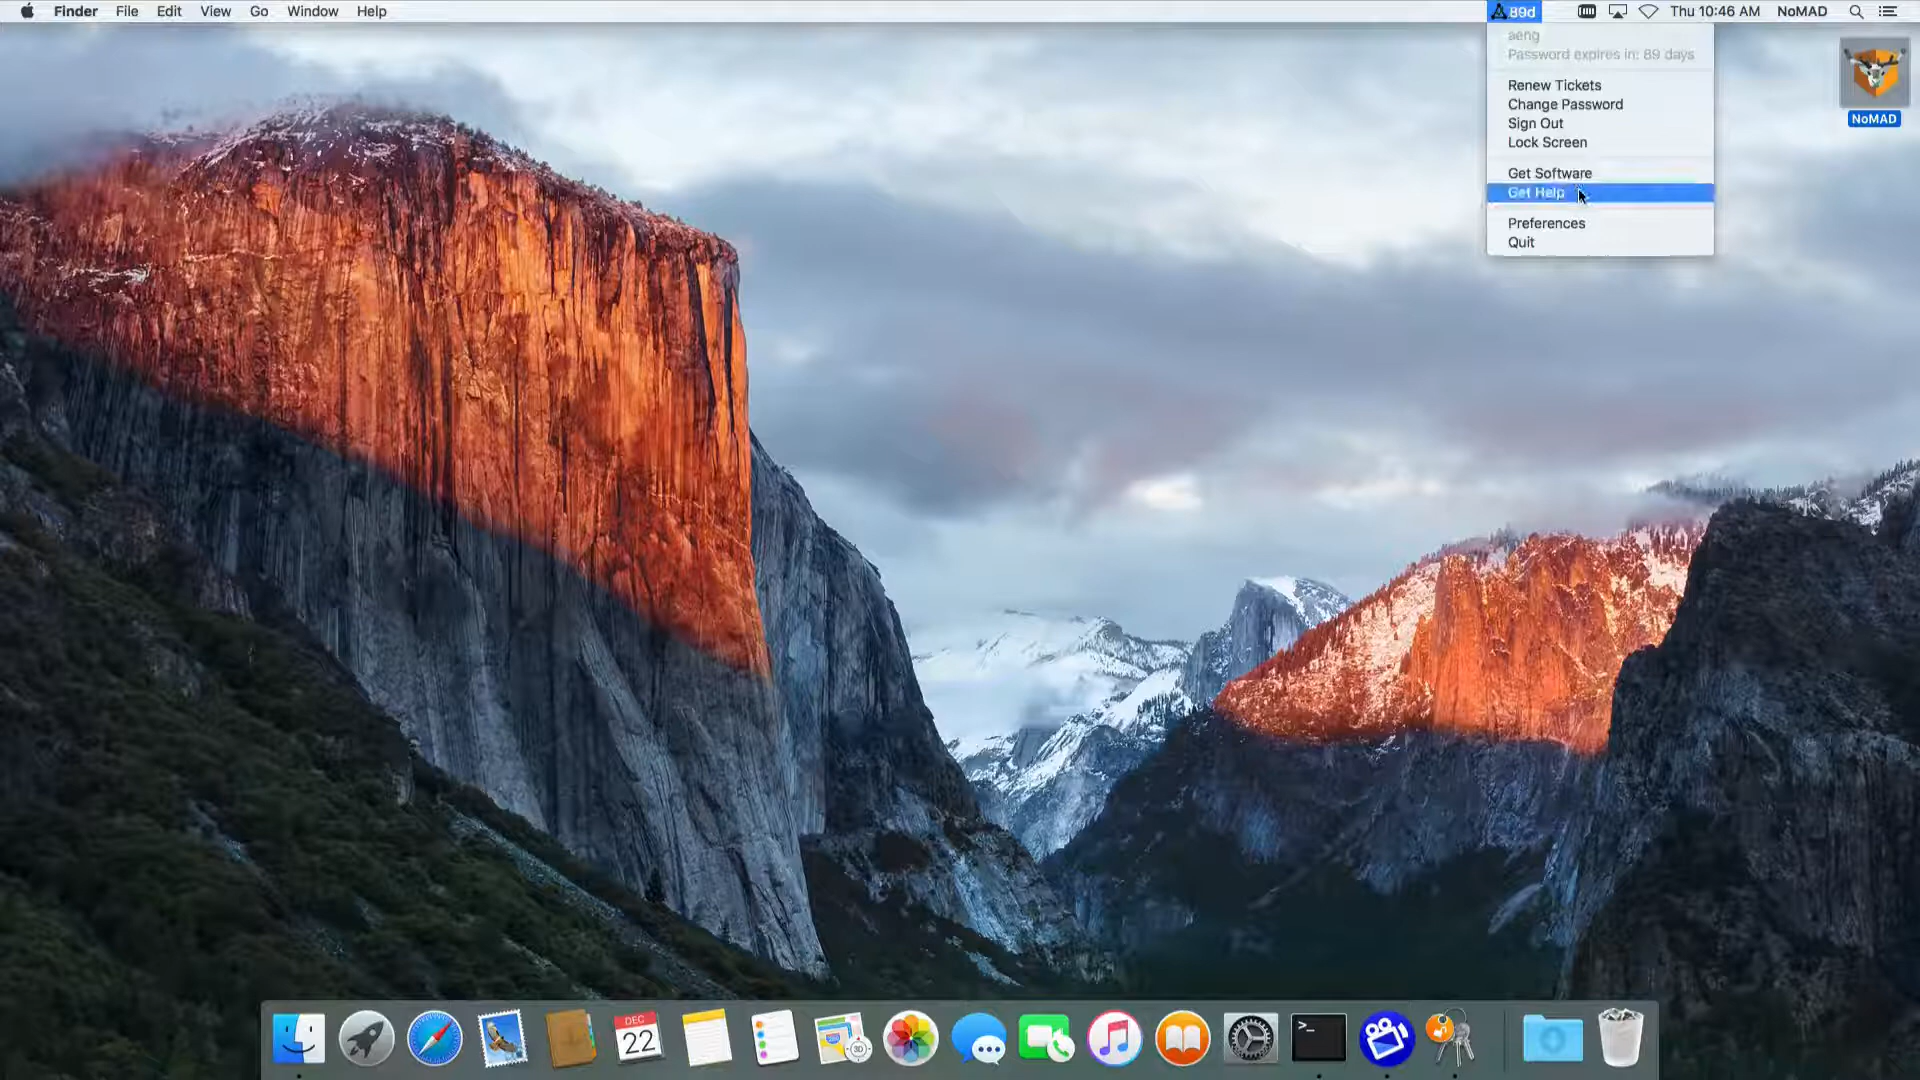 Finder File Edit View Go Window Help
89d Thu 10:46 AM NoMAD
aeng
Password expires in: 89 days
Renew Tickets
Change Password
Sign Out
Lock Screen
Get Software
Get Help
Preferences
Quit
NoMAD
DEC
22
3D
>_